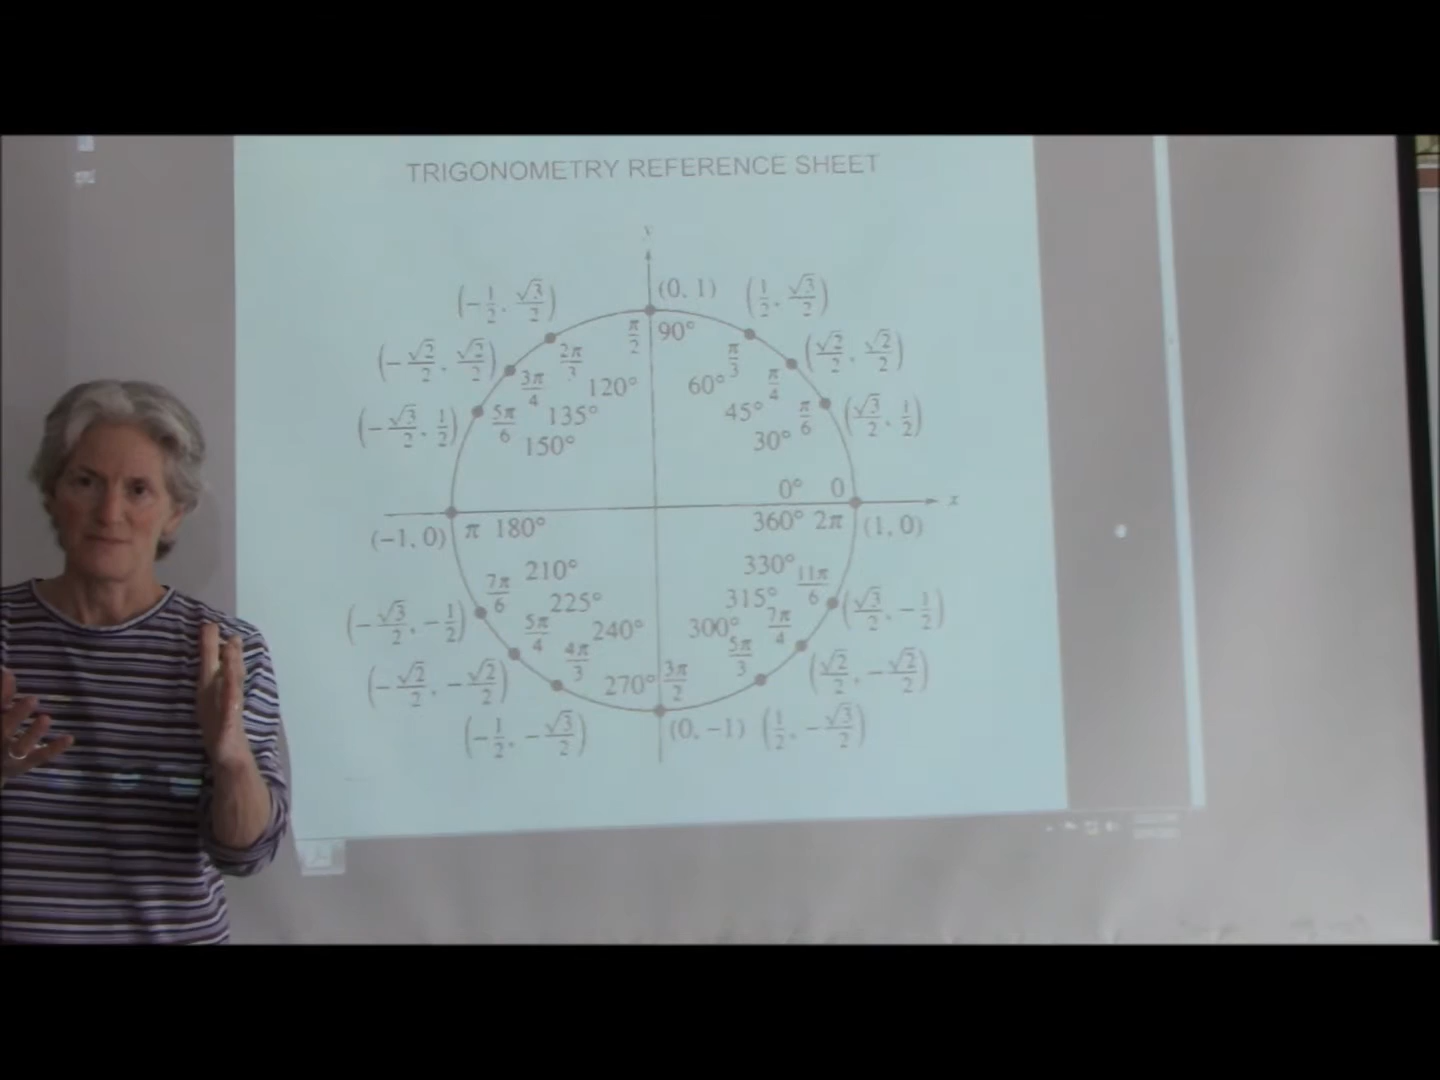 TRIGONOMETRY REFERENCE SHEET
y
(-1/2, √3/2) (0, 1) (1/2, √3/2)
π/2 90°
(-√2/2, √2/2) 2π/3 120° 60° π/3 (√2/2, √2/2)
(-√3/2, 1/2) 3π/4 135° 45° π/4 (√3/2, 1/2)
5π/6 150° 30° π/6
0° 0 x
(-1, 0) π 180° 360° 2π (1, 0)
7π/6 210° 330° 11π/6
(-√3/2, -1/2) 5π/4 225° 315° 7π/4 (√3/2, -1/2)
4π/3 240° 300° 5π/3
(-√2/2, -√2/2) 270° 3π/2 (√2/2, -√2/2)
(-1/2, -√3/2) (0, -1) (1/2, -√3/2)